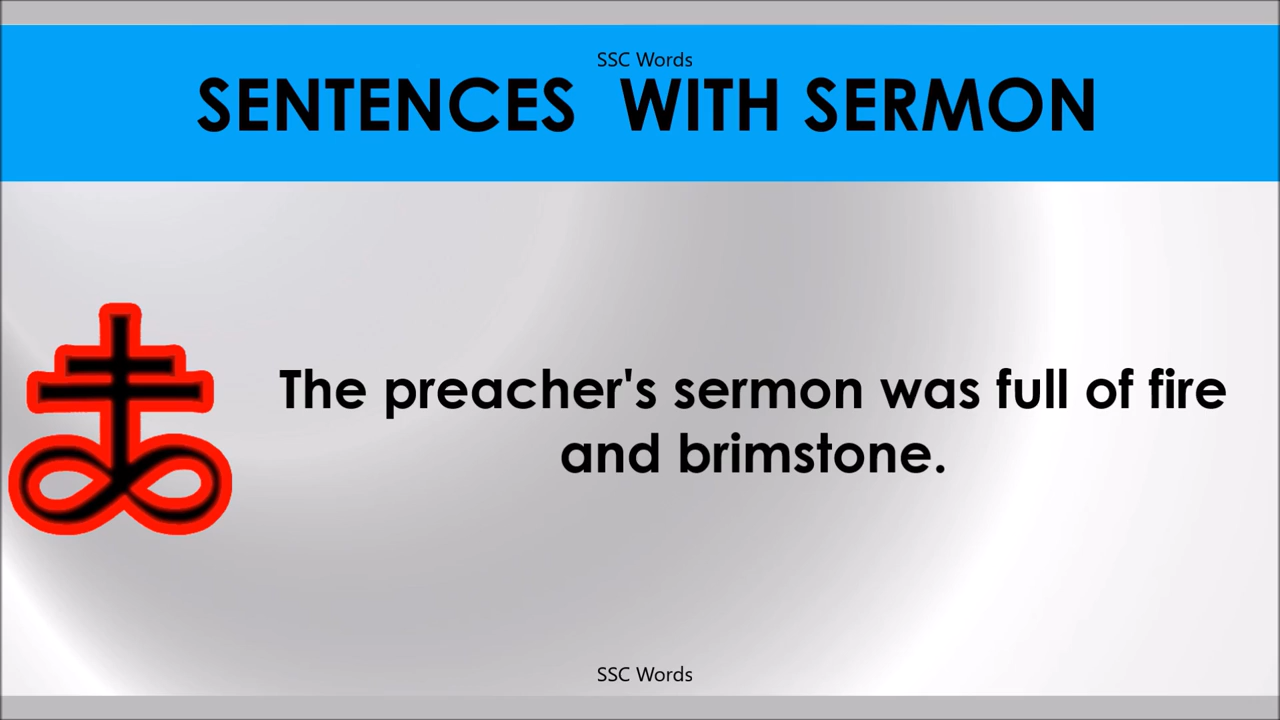 SSC Words
SENTENCES  WITH SERMON
The preacher's sermon was full of fire
and brimstone.
SSC Words